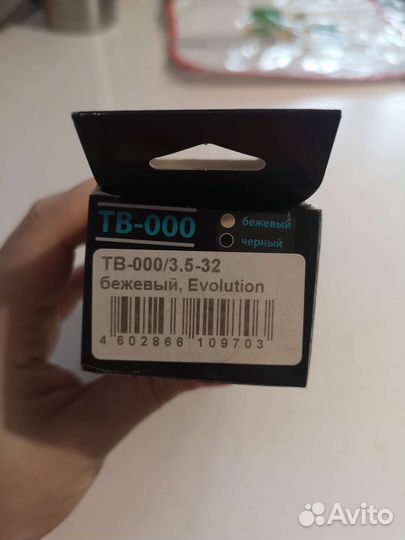 TB-000
бежевый
черный
TB-000/3.5-32
бежевый, Evolution
4 602866 109703
Avito